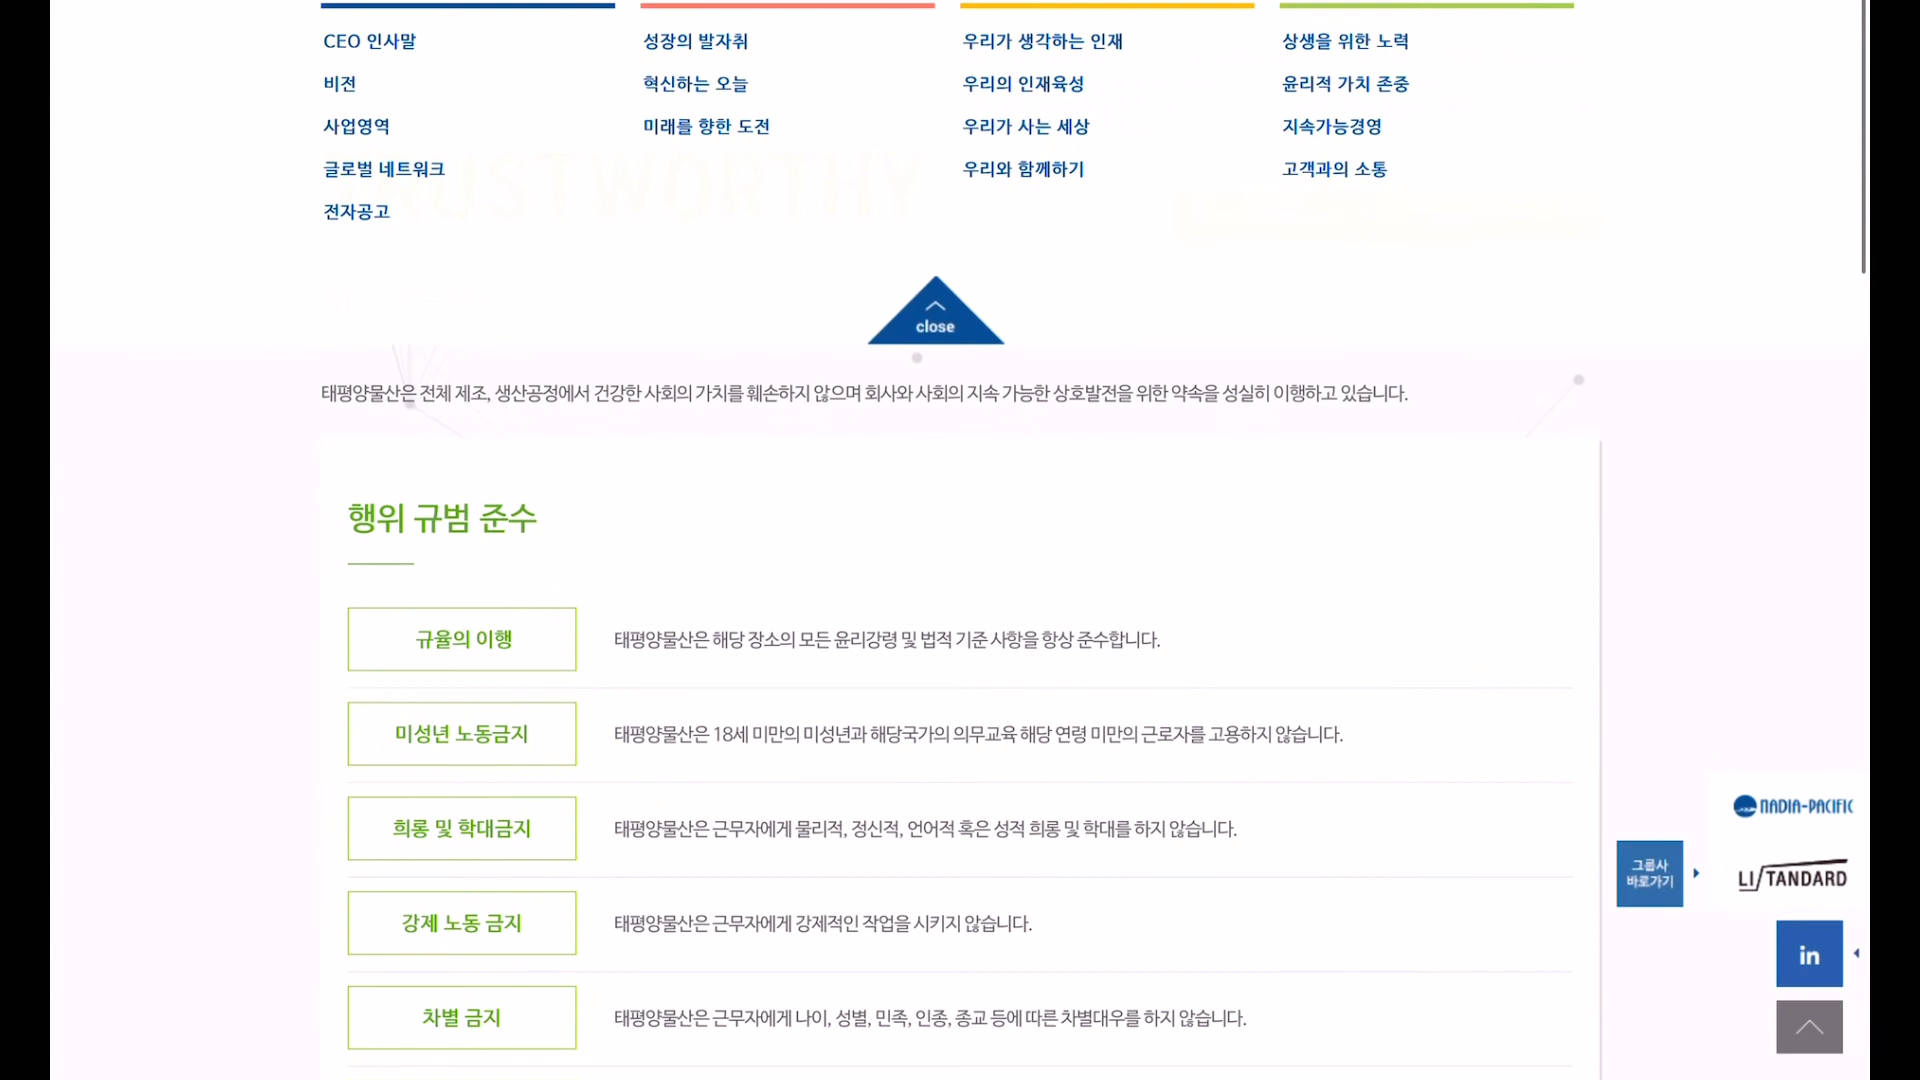 CEO 인사말
비전
사업영역
글로벌 네트워크
전자공고
성장의 발자취
혁신하는 오늘
미래를 향한 도전
우리가 생각하는 인재
우리의 인재육성
우리가 사는 세상
우리와 함께하기
상생을 위한 노력
윤리적 가치 존중
지속가능경영
고객과의 소통
TRUSTWORTHY
close
태평양물산은 전체 제조, 생산공정에서 건강한 사회의 가치를 훼손하지 않으며 회사와 사회의 지속 가능한 상호발전을 위한 약속을 성실히 이행하고 있습니다.
행위 규범 준수
규율의 이행
태평양물산은 해당 장소의 모든 윤리강령 및 법적 기준 사항을 항상 준수합니다.
미성년 노동금지
태평양물산은 18세 미만의 미성년과 해당국가의 의무교육 해당 연령 미만의 근로자를 고용하지 않습니다.
희롱 및 학대금지
태평양물산은 근무자에게 물리적, 정신적, 언어적 혹은 성적 희롱 및 학대를 하지 않습니다.
강제 노동 금지
태평양물산은 근무자에게 강제적인 작업을 시키지 않습니다.
차별 금지
태평양물산은 근무자에게 나이, 성별, 민족, 인종, 종교 등에 따른 차별대우를 하지 않습니다.
그룹사
바로가기
NADIA-PACIFIC
LI/TANDARD
in